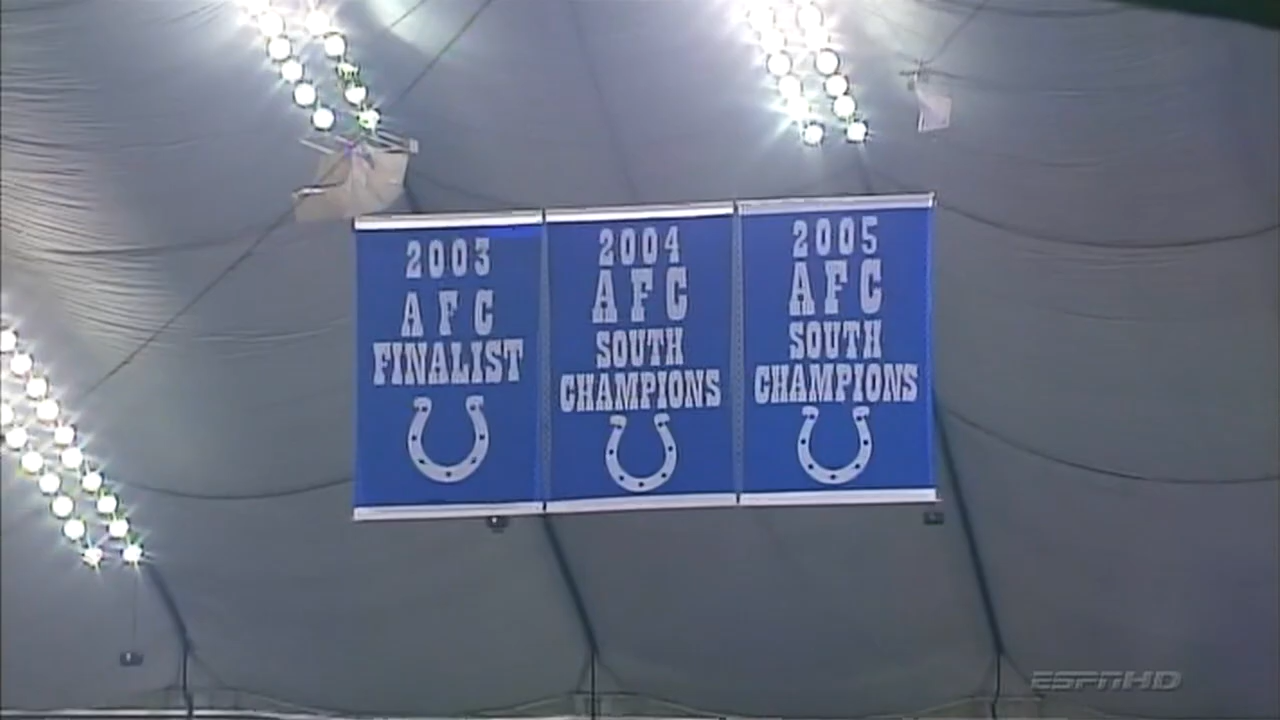 2003
AFC
FINALIST
2004
AFC
SOUTH
CHAMPIONS
2005
AFC
SOUTH
CHAMPIONS
ESPNHD